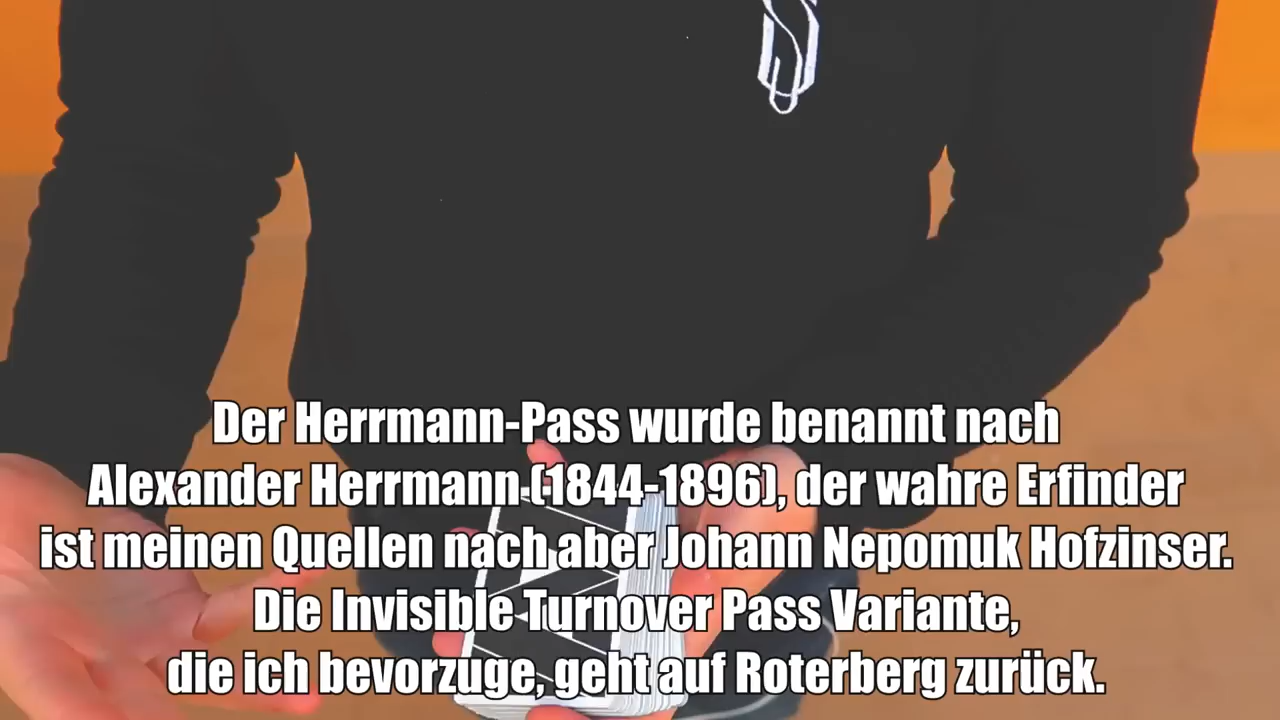 Der Herrmann-Pass wurde benannt nach
Alexander Herrmann (1844-1896), der wahre Erfinder
ist meinen Quellen nach aber Johann Nepomuk Hofzinser.
Die Invisible Turnover Pass Variante,
die ich bevorzuge, geht auf Roterberg zurück.